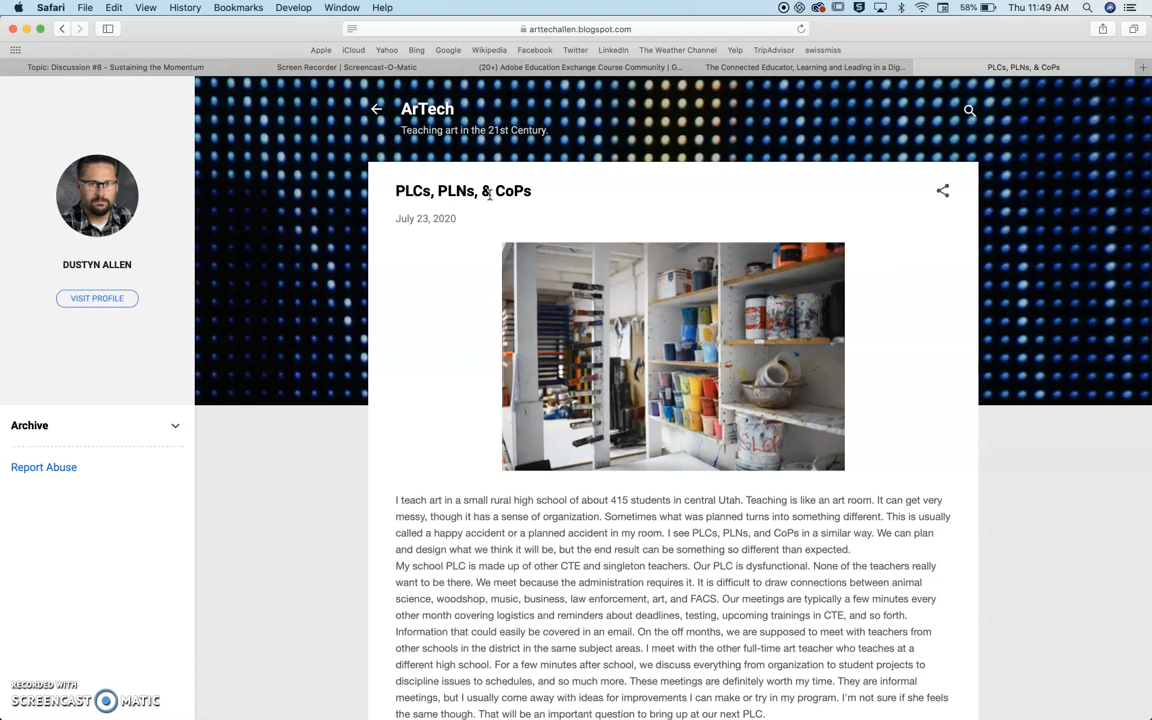 Safari File Edit View History Bookmarks Develop Window Help 58% Thu 11:49 AM
arttechallen.blogspot.com
Apple iCloud Yahoo Bing Google Wikipedia Facebook Twitter LinkedIn The Weather Channel Yelp TripAdvisor swissmiss
Topic: Discussion #8 - Sustaining the Momentum Screen Recorder | Screencast-O-Matic (20+) Adobe Education Exchange Course Community | G... The Connected Educator, Learning and Leading in a Dig... PLCs, PLNs, & CoPs
ArTech
Teaching art in the 21st Century.
DUSTYN ALLEN
VISIT PROFILE
Archive
Report Abuse
PLCs, PLNs, & CoPs
July 23, 2020
SLOP
I teach art in a small rural high school of about 415 students in central Utah. Teaching is like an art room. It can get very
messy, though it has a sense of organization. Sometimes what was planned turns into something different. This is usually
called a happy accident or a planned accident in my room. I see PLCs, PLNs, and CoPs in a similar way. We can plan
and design what we think it will be, but the end result can be something so different than expected.
My school PLC is made up of other CTE and singleton teachers. Our PLC is dysfunctional. None of the teachers really
want to be there. We meet because the administration requires it. It is difficult to draw connections between animal
science, woodshop, music, business, law enforcement, art, and FACS. Our meetings are typically a few minutes every
other month covering logistics and reminders about deadlines, testing, upcoming trainings in CTE, and so forth.
Information that could easily be covered in an email. On the off months, we are supposed to meet with teachers from
other schools in the district in the same subject areas. I meet with the other full-time art teacher who teaches at a
different high school. For a few minutes after school, we discuss everything from organization to student projects to
discipline issues to schedules, and so much more. These meetings are definitely worth my time. They are informal
meetings, but I usually come away with ideas for improvements I can make or try in my program. I'm not sure if she feels
the same though. That will be an important question to bring up at our next PLC.
RECORDED WITH
SCREENCAST MATIC